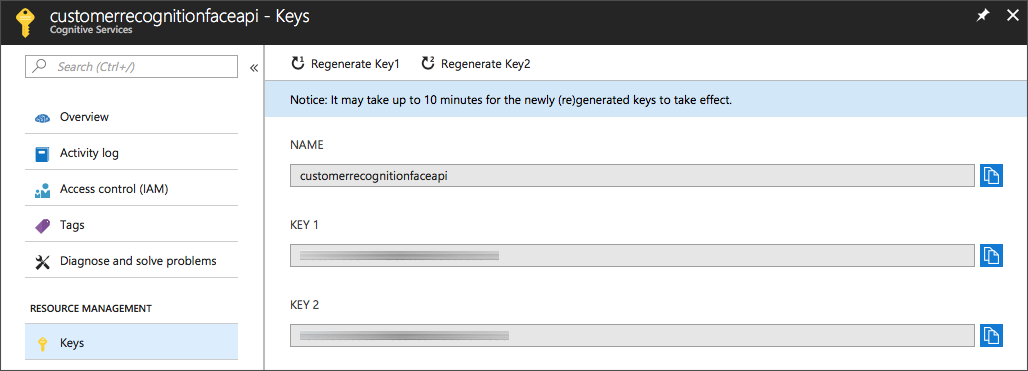 customerrecognitionfaceapi - Keys
Cognitive Services
Search (Ctrl+/)
«
Overview
Activity log
Access control (IAM)
Tags
Diagnose and solve problems
RESOURCE MANAGEMENT
Keys
1 Regenerate Key1
2 Regenerate Key2
Notice: It may take up to 10 minutes for the newly (re)generated keys to take effect.
NAME
customerrecognitionfaceapi
KEY 1
KEY 2